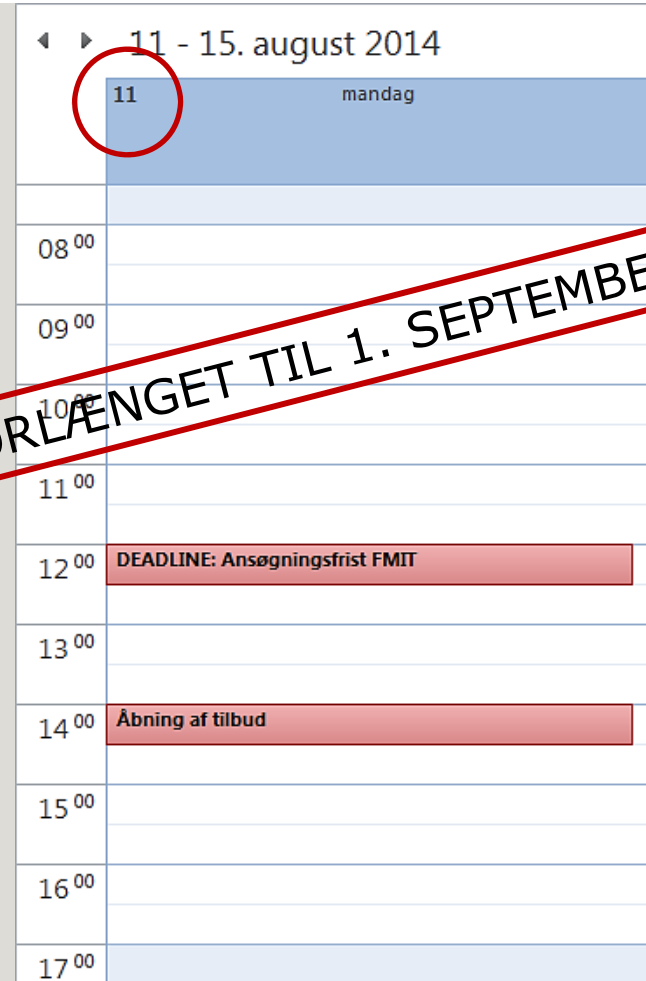 11 - 15. august 2014
11 mandag
08 00
09 00
ORLÆNGET TIL 1. SEPTEMBE
10 00
11 00
12 00 DEADLINE: Ansøgningsfrist FMIT
13 00
14 00 Åbning af tilbud
15 00
16 00
17 00